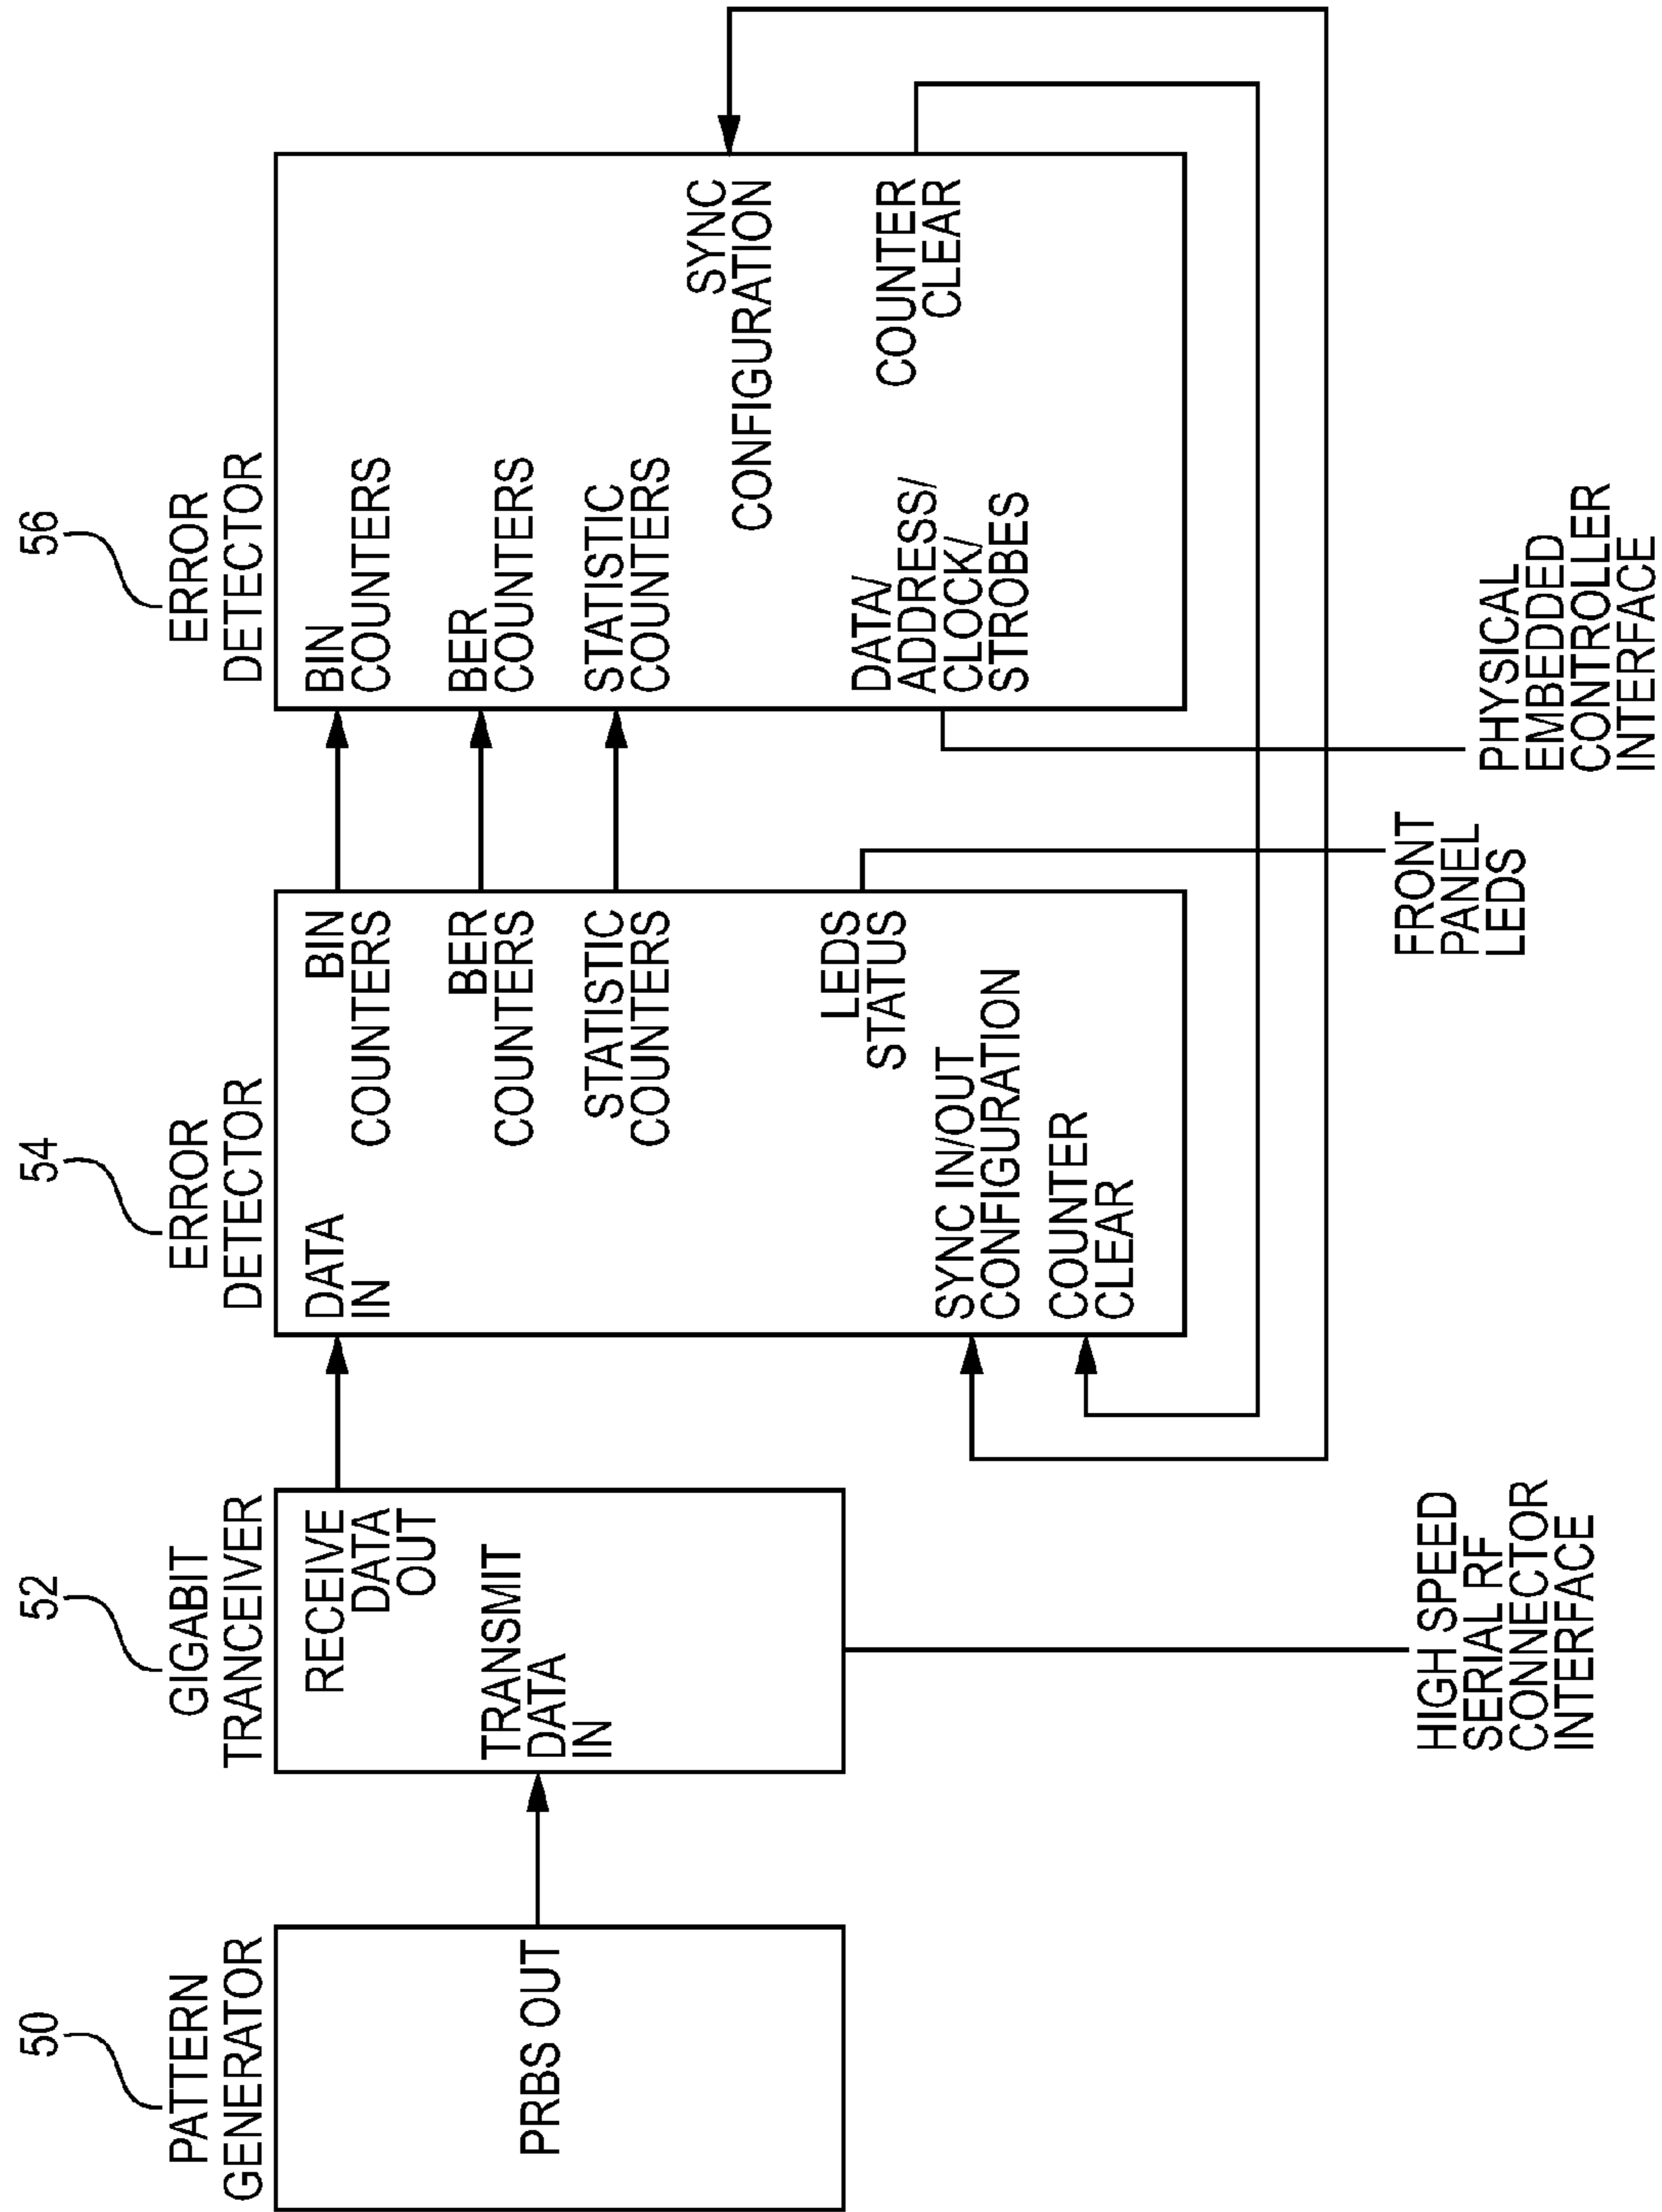 50
PATTERN
GENERATOR
PRBS OUT
52
GIGABIT
TRANCEIVER
RECEIVE
DATA
OUT
TRANSMIT
DATA
IN
HIGH SPEED
SERIAL RF
CONNECTOR
INTERFACE
54
ERROR
DETECTOR
DATA
IN
BIN
COUNTERS
BER
COUNTERS
STATISTIC
COUNTERS
LEDS
STATUS
SYNC IN/OUT
CONFIGURATION
COUNTER
CLEAR
FRONT
PANEL
LEDS
56
ERROR
DETECTOR
BIN
COUNTERS
BER
COUNTERS
STATISTIC
COUNTERS
SYNC
CONFIGURATION
DATA/
ADDRESS/
CLOCK/
STROBES
COUNTER
CLEAR
PHYSICAL
EMBEDDED
CONTROLLER
INTERFACE